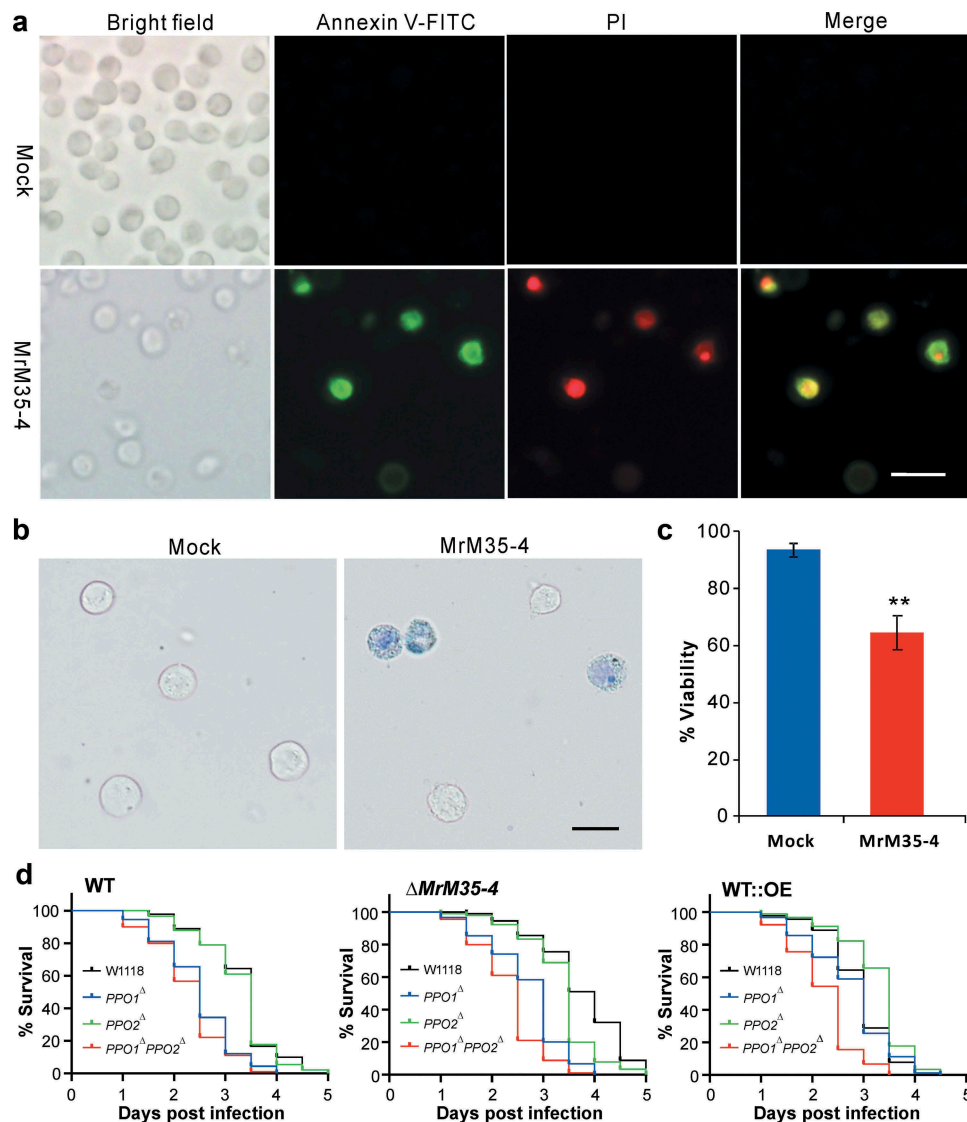 a
Bright field Annexin V-FITC PI Merge
Mock
MrM35-4
b
Mock MrM35-4
c
100
80
60
40
20
0
% Viability
**
Mock MrM35-4
d
WT
100
80
60
40
20
0
% Survival
W1118
PPO1Δ
PPO2Δ
PPO1ΔPPO2Δ
0 1 2 3 4 5
Days post infection
ΔMrM35-4
100
80
60
40
20
0
% Survival
W1118
PPO1Δ
PPO2Δ
PPO1ΔPPO2Δ
0 1 2 3 4 5
Days post infection
WT::OE
100
80
60
40
20
0
% Survival
W1118
PPO1Δ
PPO2Δ
PPO1ΔPPO2Δ
0 1 2 3 4 5
Days post infection